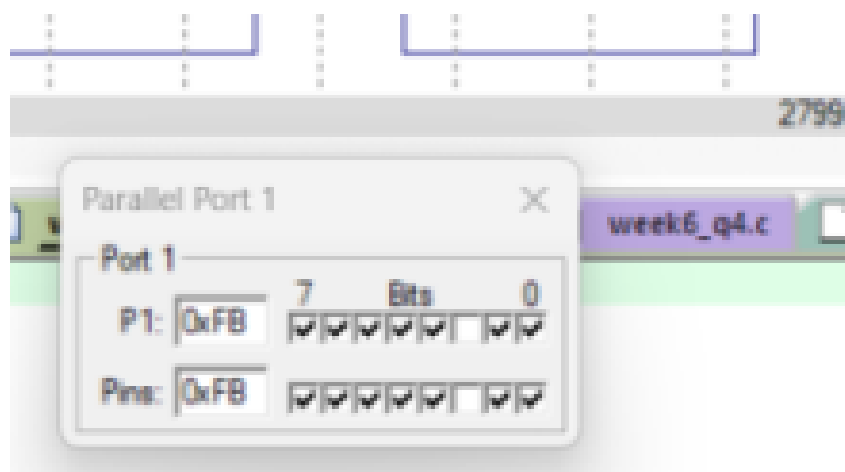 2799
Parallel Port 1
week6_q4.c
Port 1
7 Bits 0
P1: 0xFB
Pins: 0xFB